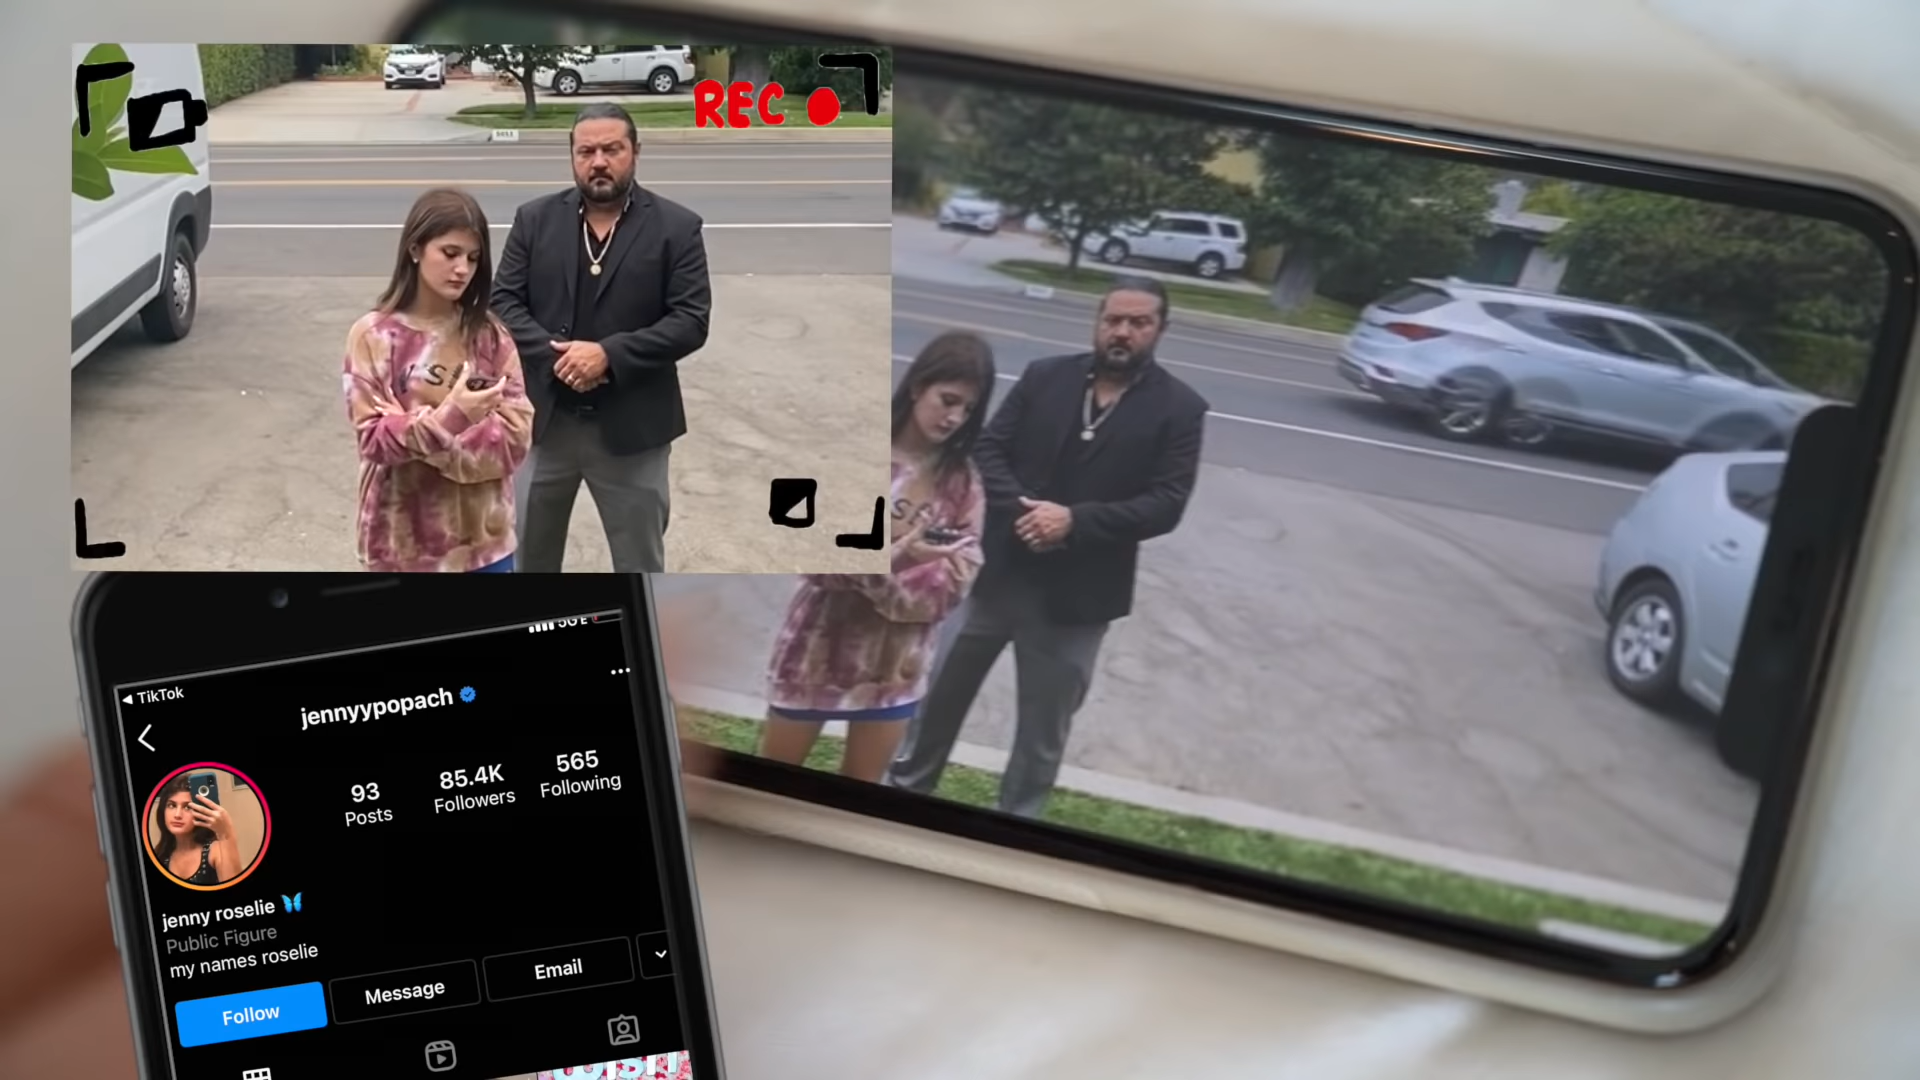 REC
◀ TikTok
jennyypopach
93
Posts
85.4K
Followers
565
Following
jenny roselie
Public Figure
my names roselie
Follow
Message
Email